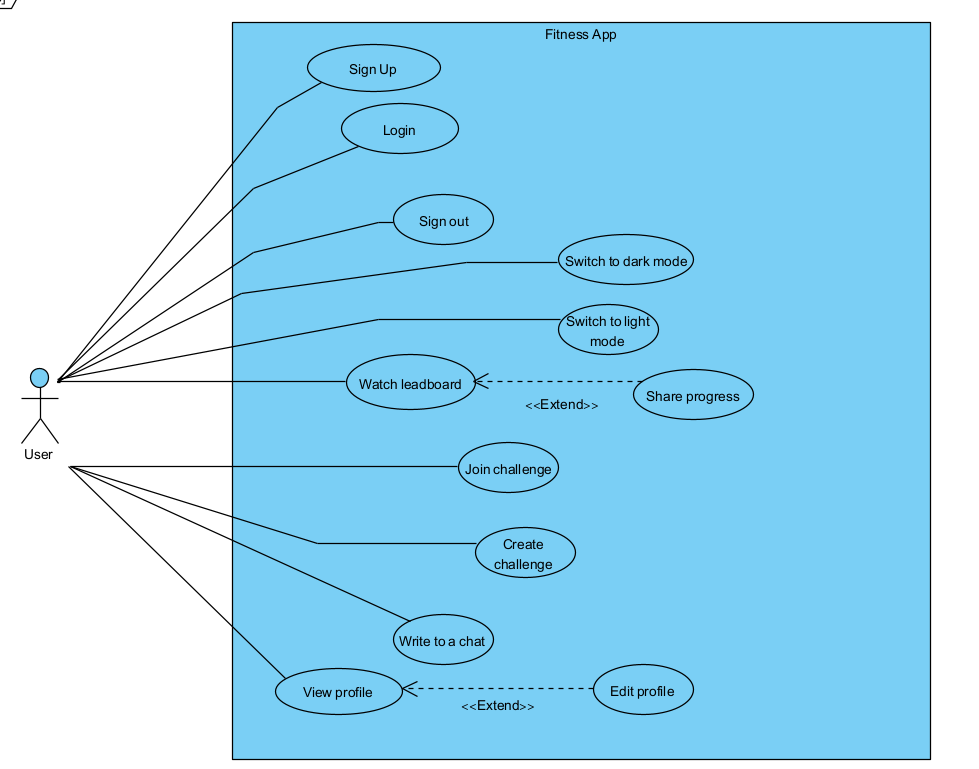 Fitness App
Sign Up
Login
Sign out
Switch to dark mode
Switch to light
mode
Watch leadboard
<<Extend>>
Share progress
User
Join challenge
Create
challenge
Write to a chat
View profile
<<Extend>>
Edit profile